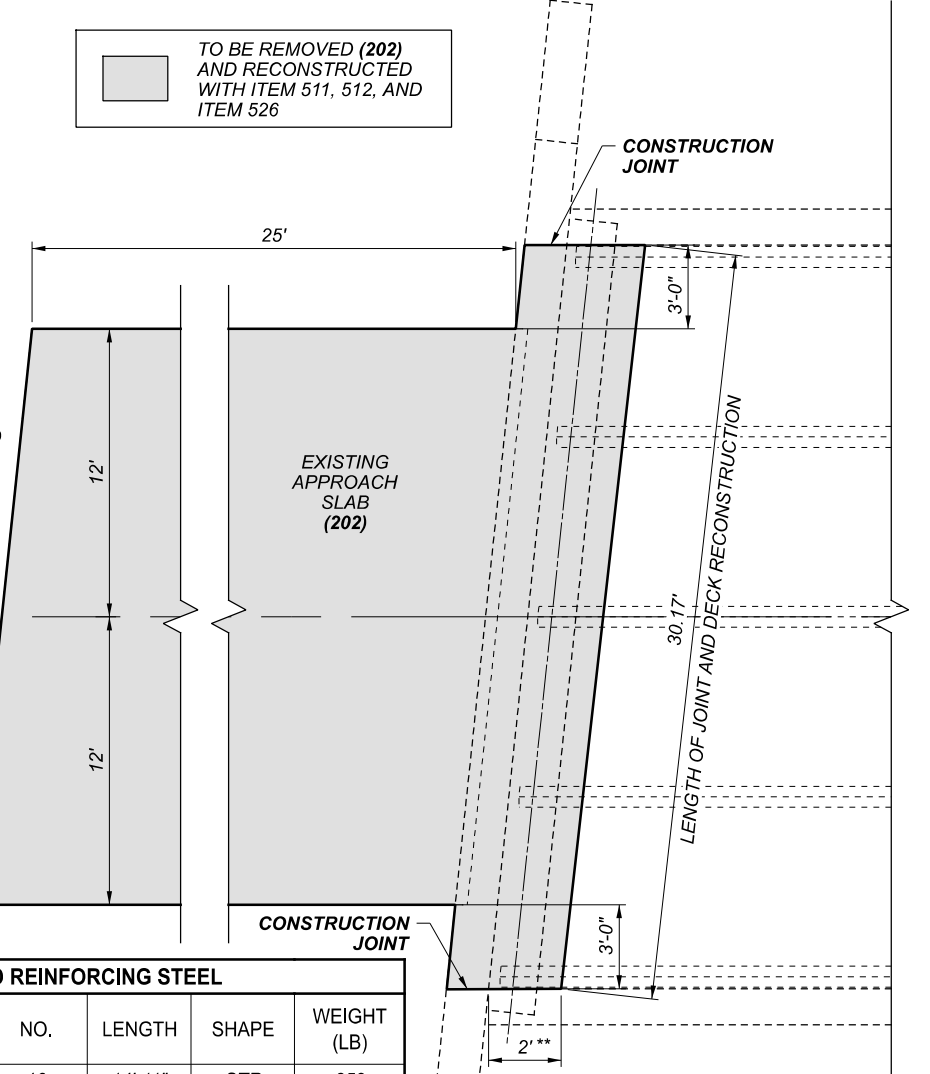 TO BE REMOVED (202)
AND RECONSTRUCTED
WITH ITEM 511, 512, AND
ITEM 526
CONSTRUCTION
JOINT
25'
3'-0"
12'
EXISTING
APPROACH
SLAB
(202)
30.17'
LENGTH OF JOINT AND DECK RECONSTRUCTION
12'
CONSTRUCTION
JOINT
3'-0"
2' **
REINFORCING STEEL
NO. LENGTH SHAPE WEIGHT
(LB)